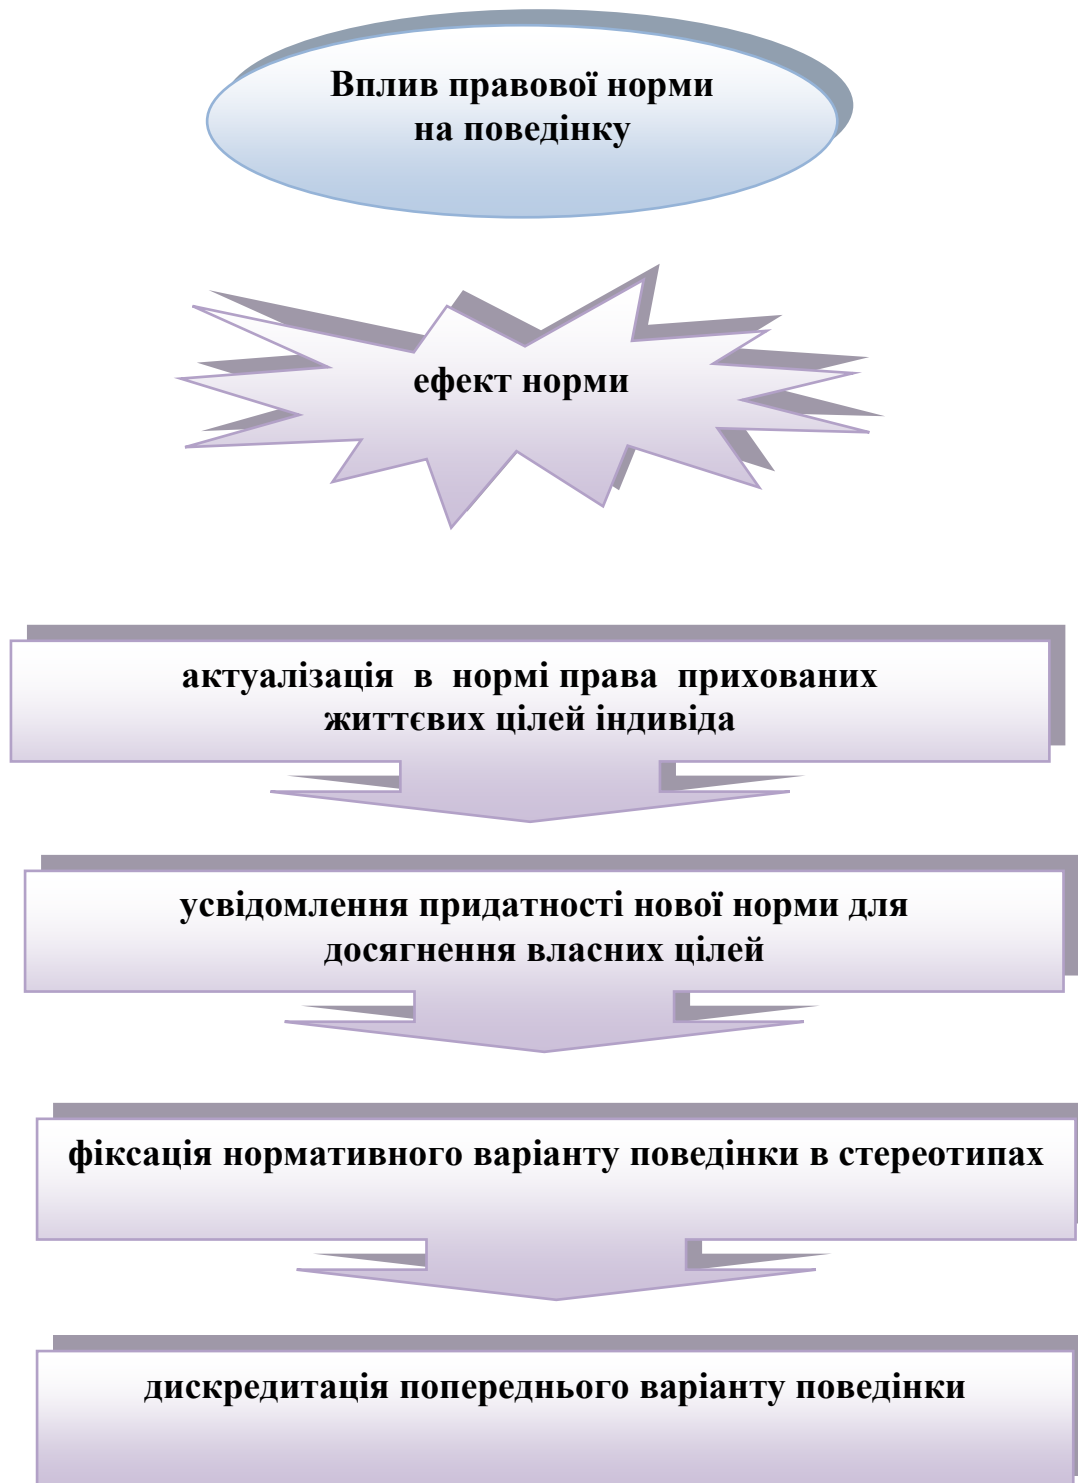 Вплив правової норми
на поведінку
ефект норми
актуалізація в нормі права прихованих
життєвих цілей індивіда
усвідомлення придатності нової норми для
досягнення власних цілей
фіксація нормативного варіанту поведінки в стереотипах
дискредитація попереднього варіанту поведінки